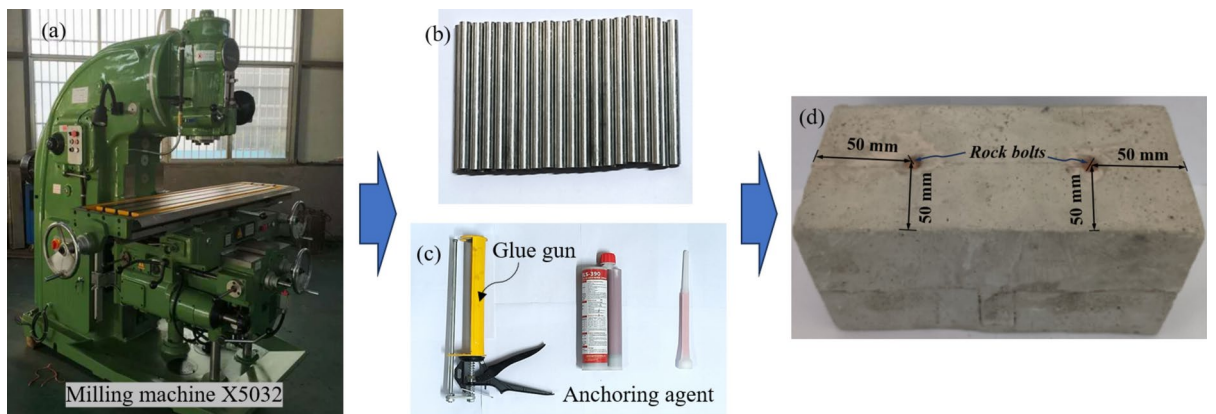 (a)
Milling machine X5032
(b)
(c)
Glue gun
Anchoring agent
(d)
50 mm
Rock bolts
50 mm
50 mm
50 mm